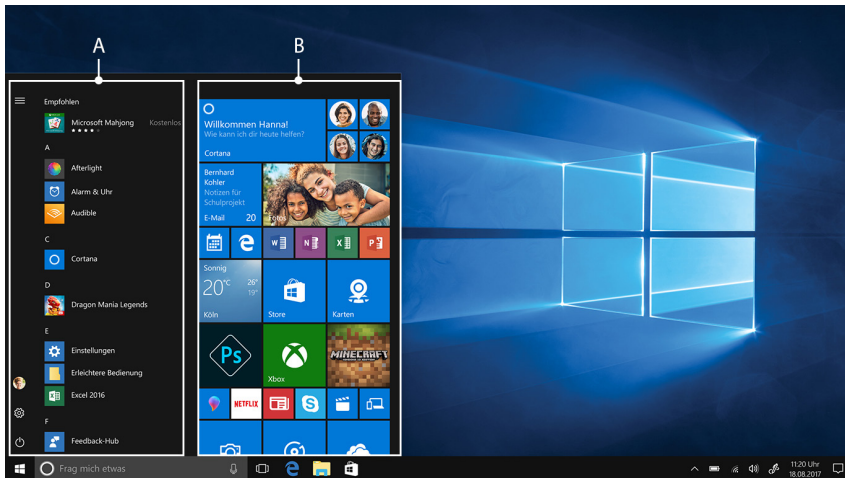 A
B
Empfohlen
Microsoft Mahjong
Kostenlos
A
Afterlight
Alarm & Uhr
Audible
C
Cortana
D
Dragon Mania Legends
E
Einstellungen
Erleichtere Bedienung
Excel 2016
F
Feedback-Hub
Willkommen Hanna!
Wie kann ich dir heute helfen?
Cortana
Bernhard
Kohler
Notizen für
Schulprojekt
E-Mail 20
Fotos
W
N
X
P
Sonnig
20°C 26°
19°
Köln
Store
Karten
Ps
Xbox
MINECRAFT
NETFLIX
S
Frag mich etwas
11:20 Uhr
18.08.2017